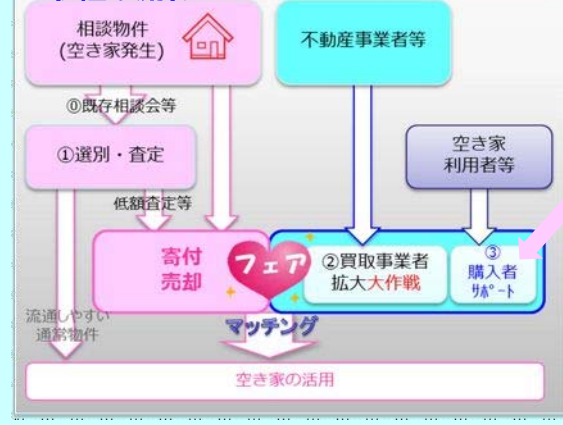 相談物件
(空き家発生)
不動産事業者等
⓪既存相談会等
①選別・査定
空き家
利用者等
低額査定等
寄付
売却
フェア
②買取事業者
拡大大作戦
③
購入者
ｻﾎﾟｰﾄ
流通しやすい
通常物件
マッチング
空き家の活用